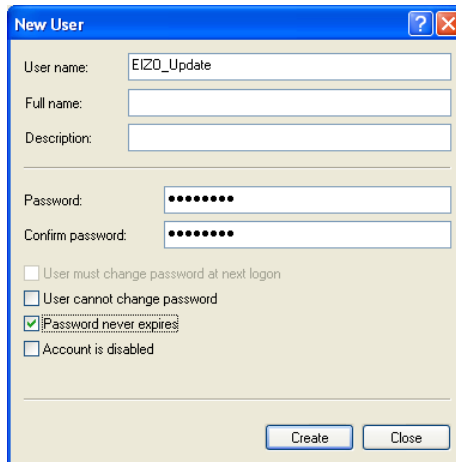 New User
User name: EIZO_Update
Full name:
Description:
Password: ●●●●●●●●
Confirm password: ●●●●●●●●
User must change password at next logon
User cannot change password
Password never expires
Account is disabled
Create Close